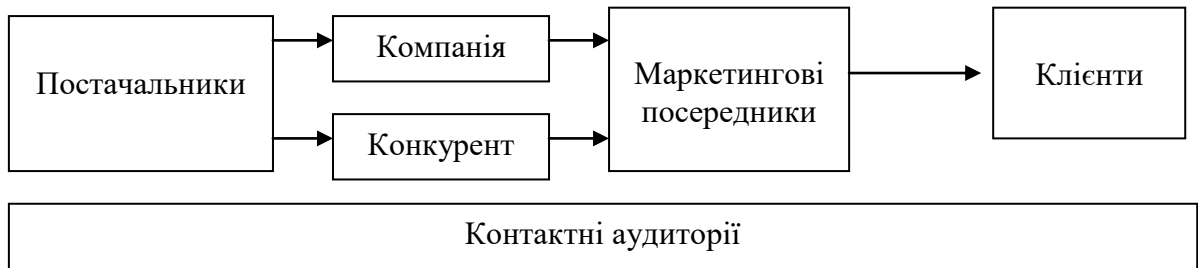 Постачальники
Компанія
Конкурент
Маркетингові
посередники
Клієнти
Контактні аудиторії